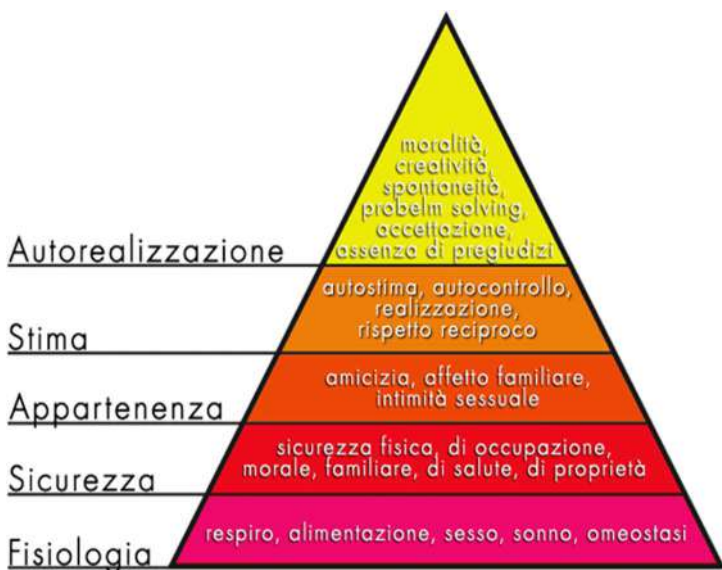 moralità,
creatività,
spontaneità,
probelm solving,
accettazione,
assenza di pregiudizi
Autorealizzazione
autostima, autocontrollo,
realizzazione,
rispetto reciproco
Stima
amicizia, affetto familiare,
intimità sessuale
Appartenenza
sicurezza fisica, di occupazione,
morale, familiare, di salute, di proprietà
Sicurezza
respiro, alimentazione, sesso, sonno, omeostasi
Fisiologia